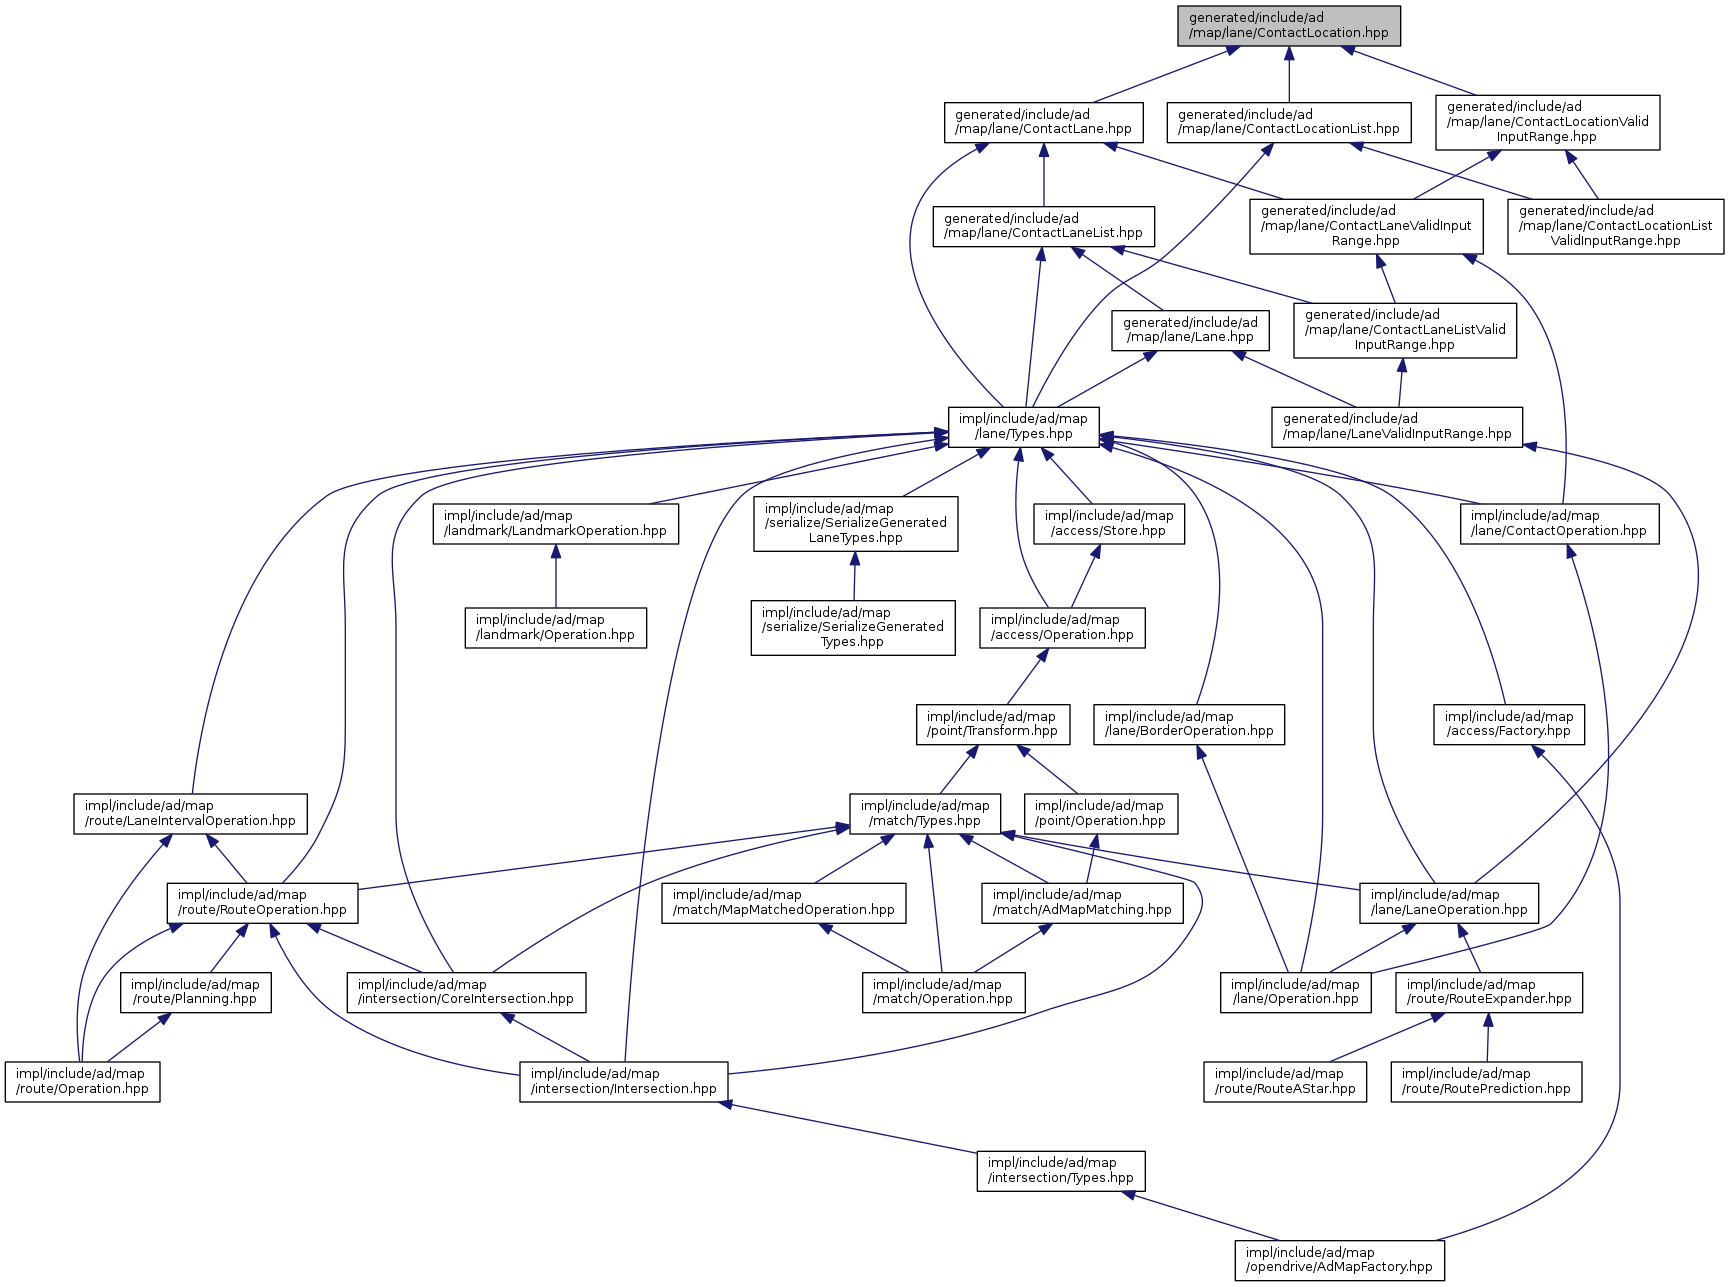 generated/include/ad
/map/lane/ContactLocation.hpp
generated/include/ad
/map/lane/ContactLane.hpp
generated/include/ad
/map/lane/ContactLocationList.hpp
generated/include/ad
/map/lane/ContactLocationValid
InputRange.hpp
generated/include/ad
/map/lane/ContactLaneList.hpp
generated/include/ad
/map/lane/ContactLaneValidInput
Range.hpp
generated/include/ad
/map/lane/ContactLocationList
ValidInputRange.hpp
generated/include/ad
/map/lane/Lane.hpp
generated/include/ad
/map/lane/ContactLaneListValid
InputRange.hpp
impl/include/ad/map
/lane/Types.hpp
generated/include/ad
/map/lane/LaneValidInputRange.hpp
impl/include/ad/map
/landmark/LandmarkOperation.hpp
impl/include/ad/map
/serialize/SerializeGenerated
LaneTypes.hpp
impl/include/ad/map
/access/Store.hpp
impl/include/ad/map
/lane/ContactOperation.hpp
impl/include/ad/map
/landmark/Operation.hpp
impl/include/ad/map
/serialize/SerializeGenerated
Types.hpp
impl/include/ad/map
/access/Operation.hpp
impl/include/ad/map
/point/Transform.hpp
impl/include/ad/map
/lane/BorderOperation.hpp
impl/include/ad/map
/access/Factory.hpp
impl/include/ad/map
/route/LaneIntervalOperation.hpp
impl/include/ad/map
/match/Types.hpp
impl/include/ad/map
/point/Operation.hpp
impl/include/ad/map
/route/RouteOperation.hpp
impl/include/ad/map
/match/MapMatchedOperation.hpp
impl/include/ad/map
/match/AdMapMatching.hpp
impl/include/ad/map
/lane/LaneOperation.hpp
impl/include/ad/map
/route/Planning.hpp
impl/include/ad/map
/intersection/CoreIntersection.hpp
impl/include/ad/map
/match/Operation.hpp
impl/include/ad/map
/lane/Operation.hpp
impl/include/ad/map
/route/RouteExpander.hpp
impl/include/ad/map
/route/Operation.hpp
impl/include/ad/map
/intersection/Intersection.hpp
impl/include/ad/map
/route/RouteAStar.hpp
impl/include/ad/map
/route/RoutePrediction.hpp
impl/include/ad/map
/intersection/Types.hpp
impl/include/ad/map
/opendrive/AdMapFactory.hpp